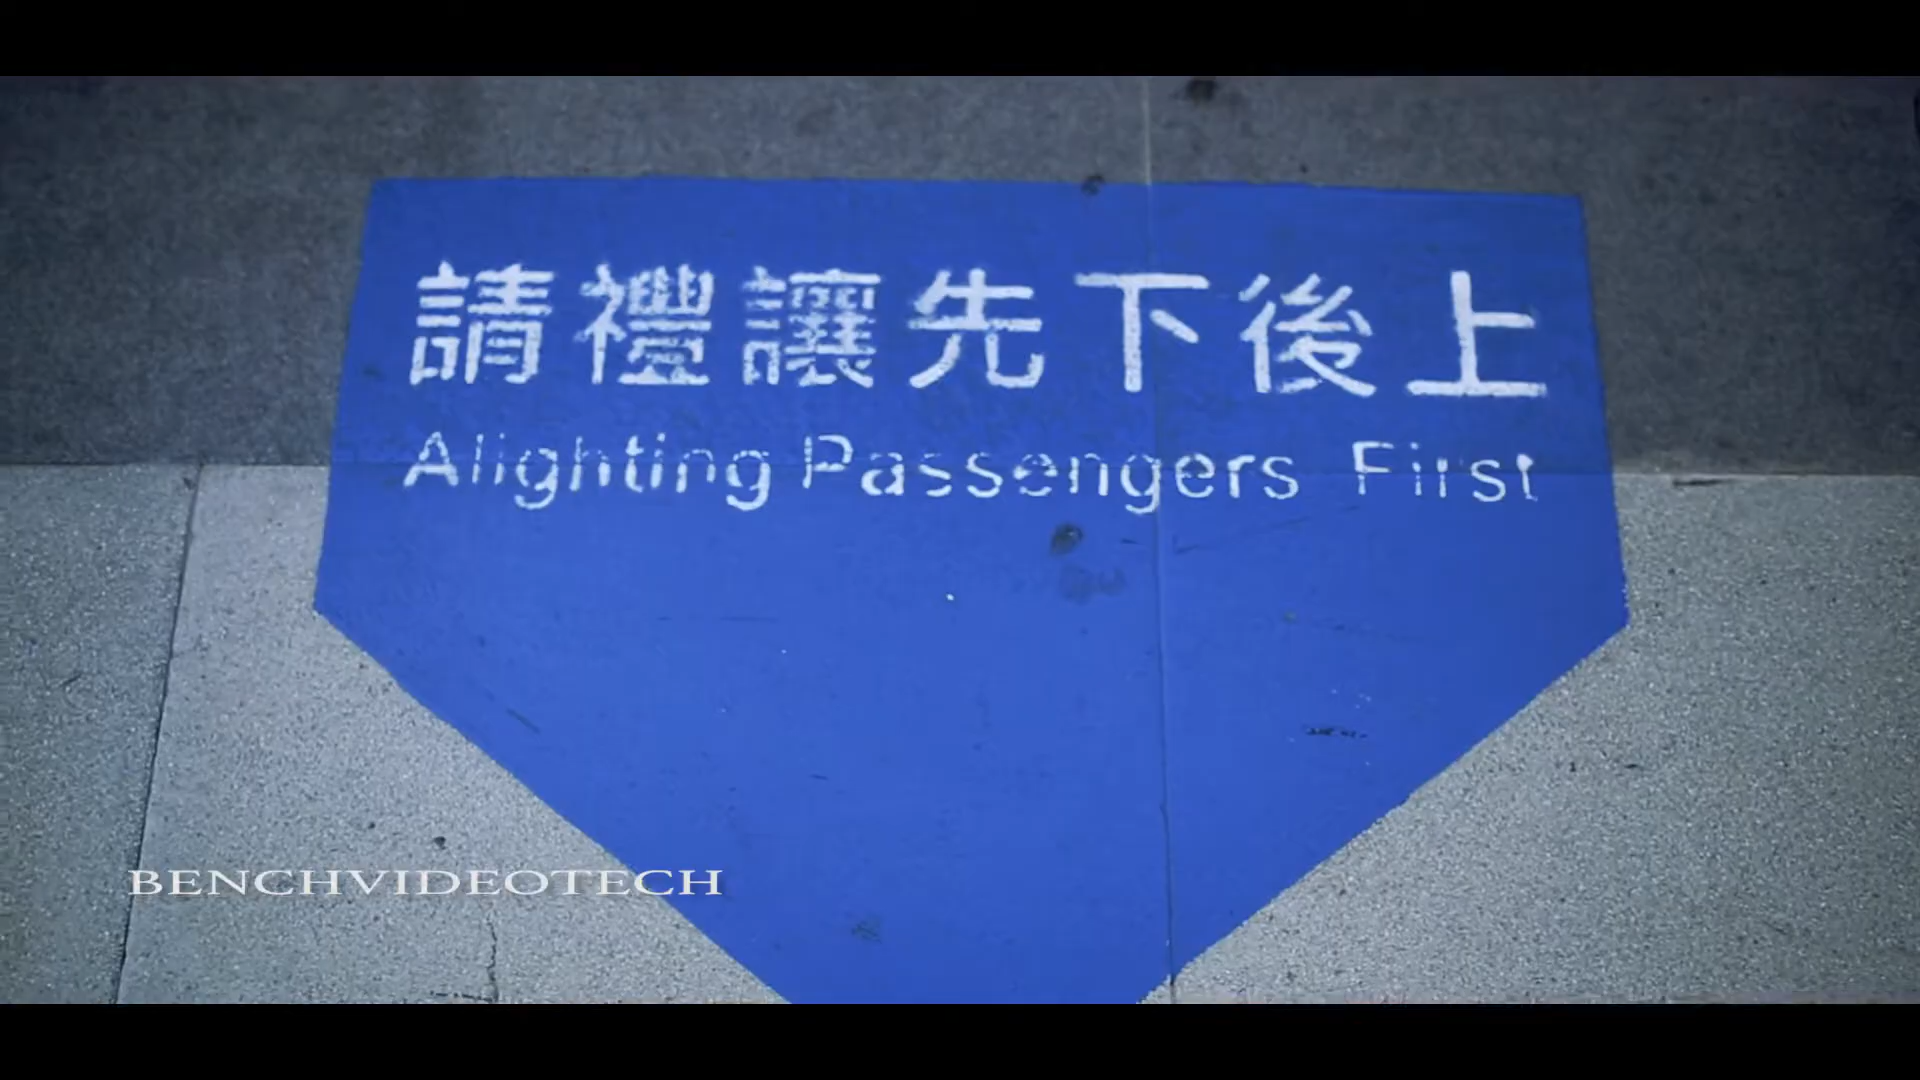 請禮讓先下後上
Alighting Passengers First
BENCHVIDEOTECH